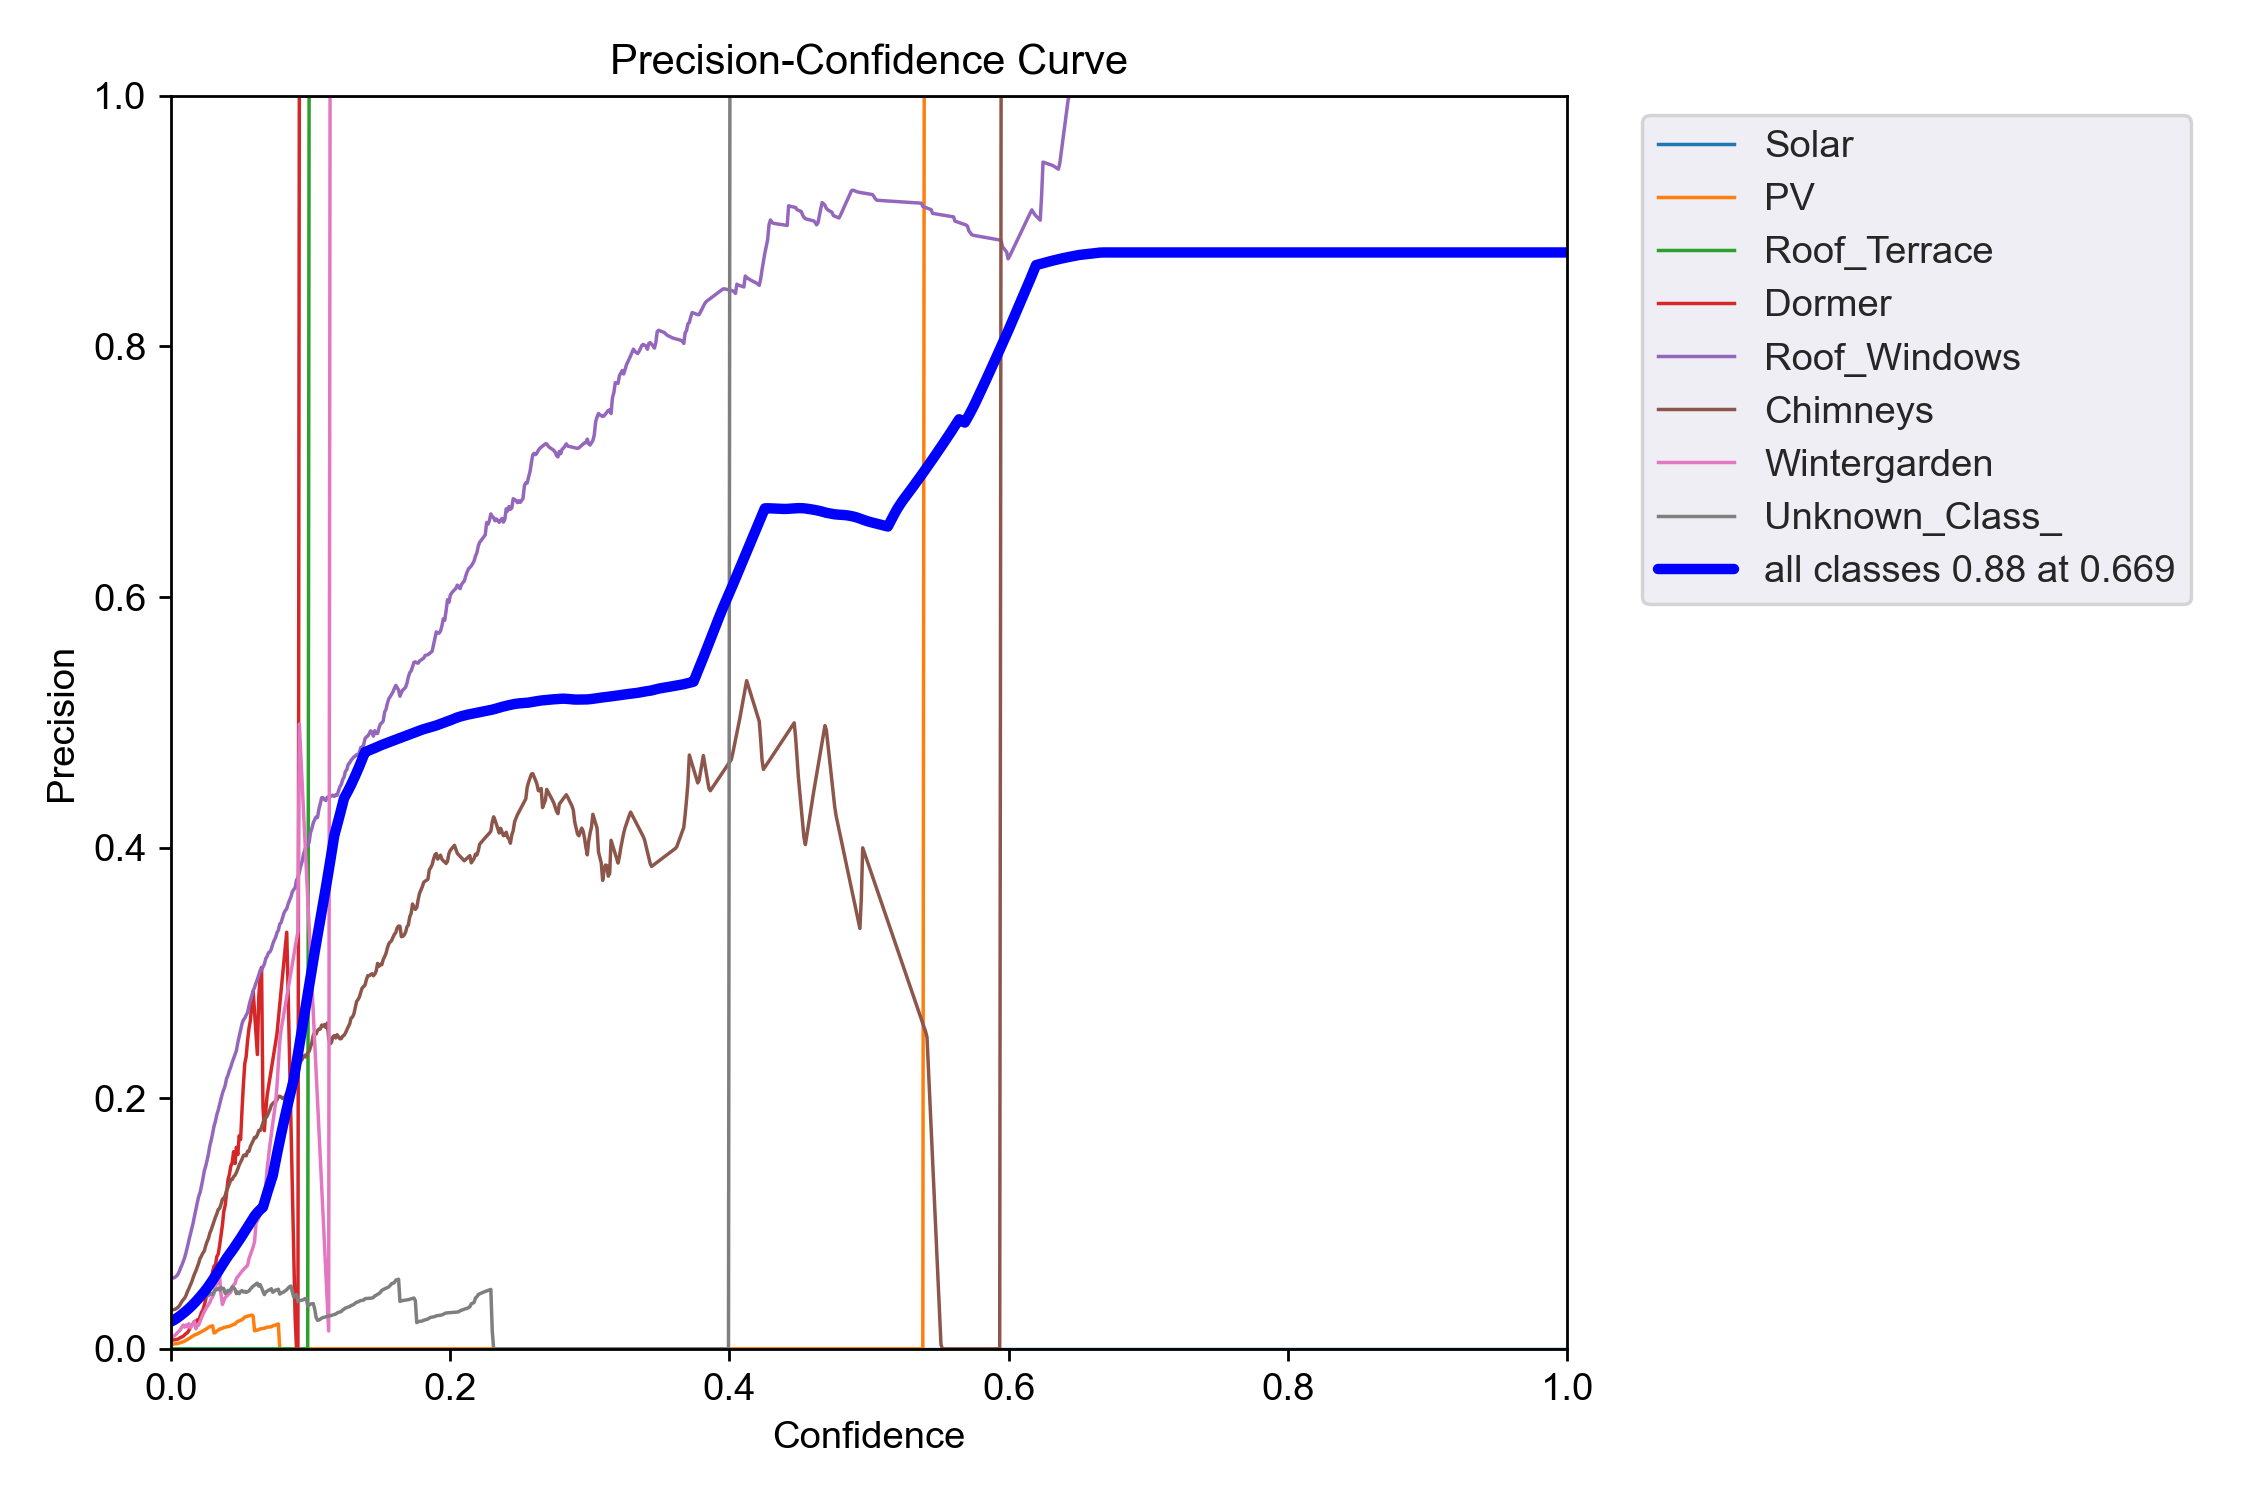 Precision-Confidence Curve
1.0
0.8
0.6
0.4
0.2
0.0
Precision
0.0 0.2 0.4 0.6 0.8 1.0
Confidence
Solar
PV
Roof_Terrace
Dormer
Roof_Windows
Chimneys
Wintergarden
Unknown_Class_
all classes 0.88 at 0.669